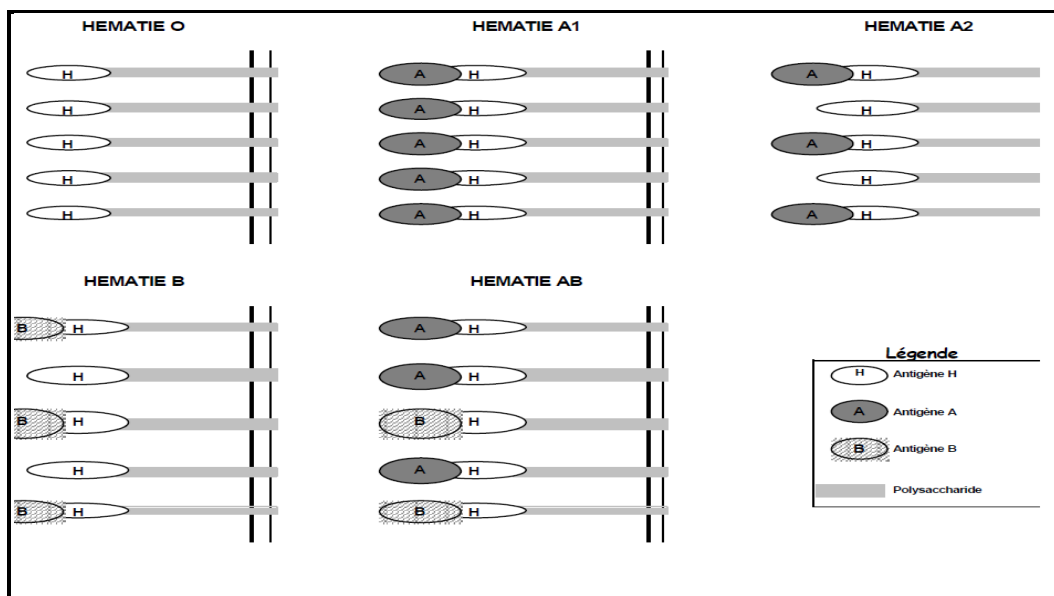 HEMATIE O HEMATIE A1 HEMATIE A2
H A H A H
H A H
H A A H
H A H
H A A H
HEMATIE B HEMATIE AB
B H A H
H A
B H B H
H A H
B H B H
Légende
H Antigène H
A Antigène A
B Antigène B
Polysaccharide